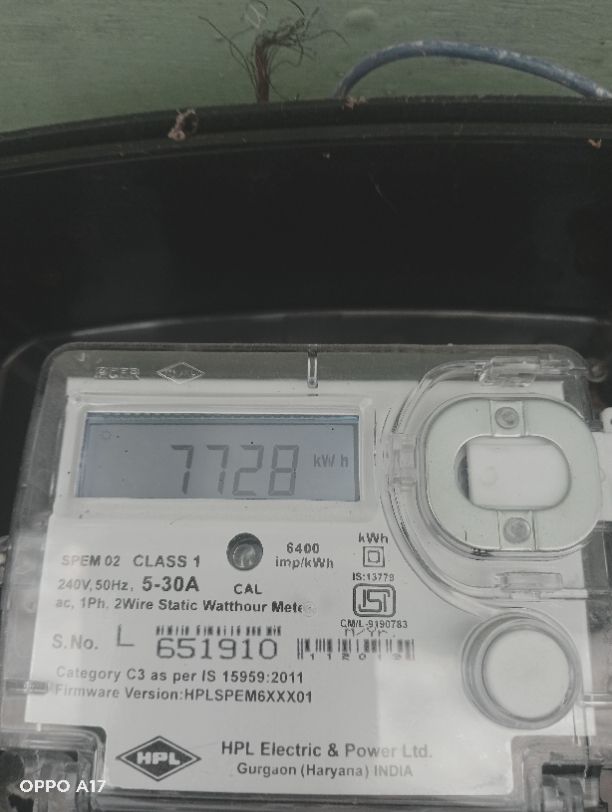 7728 kWh
SPEM 02 CLASS 1
6400 imp/kWh
kWh
240V, 50Hz, 5-30A
CAL
IS:13779
ac, 1Ph. 2Wire Static Watthour Meter
ISI
CM/L-9190783
S.No. L 651910
Category C3 as per IS 15959:2011
Firmware Version:HPLSPEM6XXX01
HPL
HPL Electric & Power Ltd.
Gurgaon (Haryana) INDIA
OPPO A17